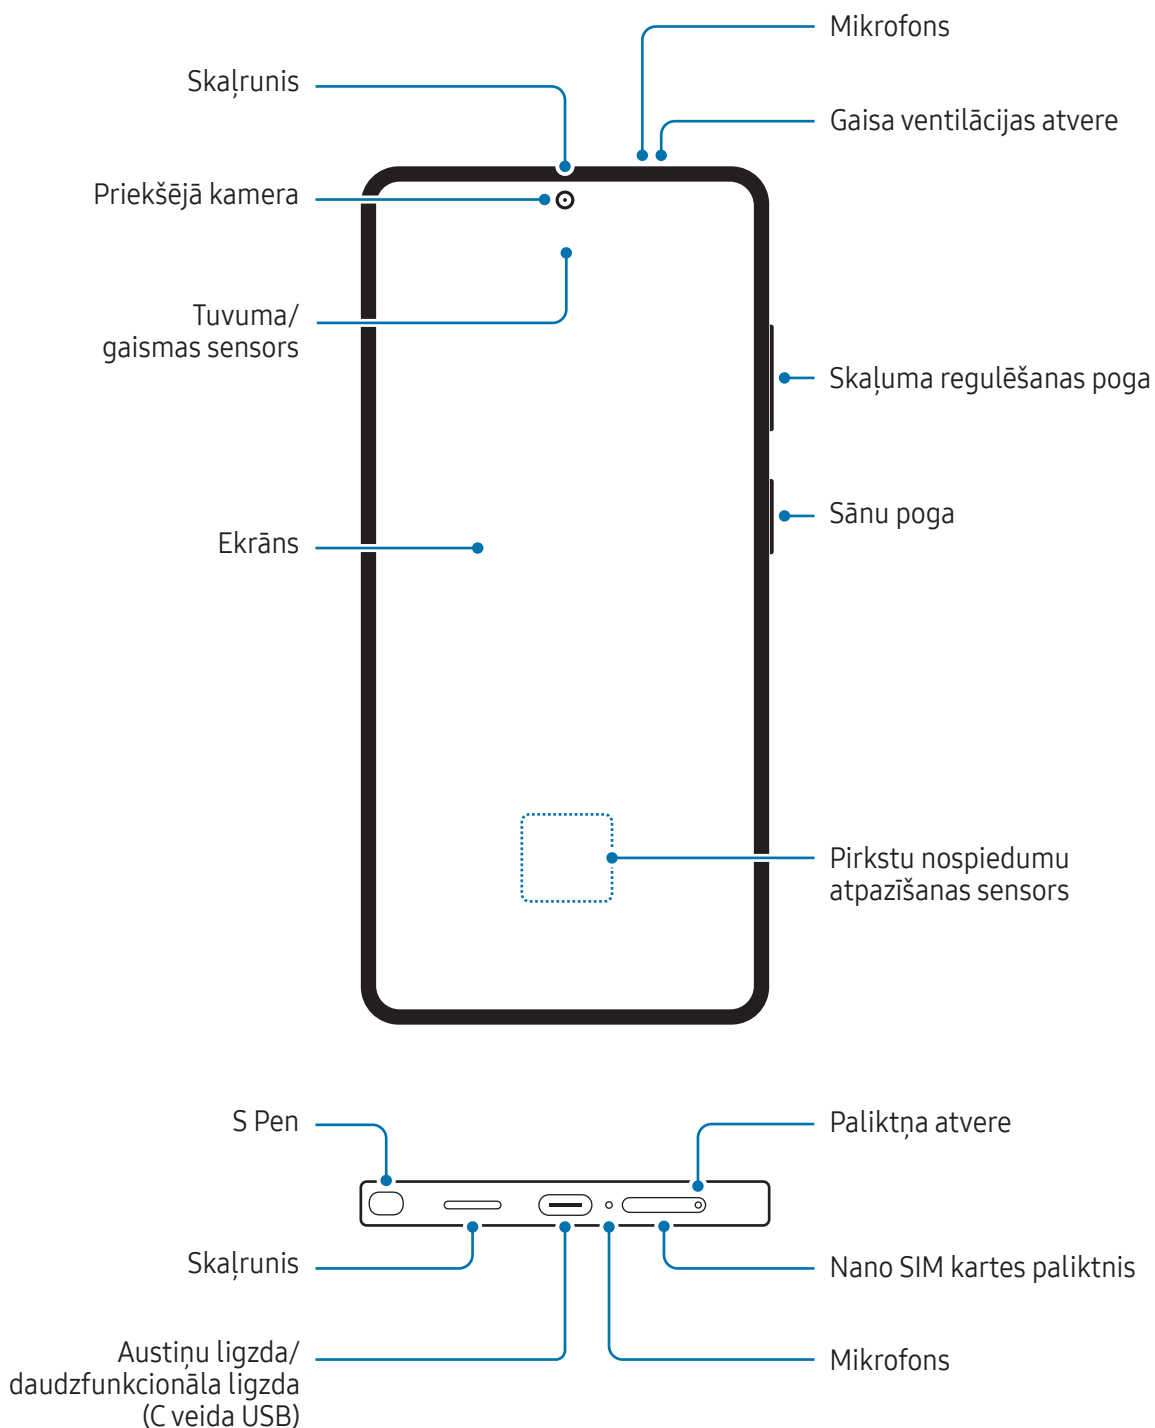 Mikrofons
Skaļrunis
Gaisa ventilācijas atvere
Priekšējā kamera
Tuvuma/
gaismas sensors
Skaļuma regulēšanas poga
Sānu poga
Ekrāns
Pirkstu nospiedumu
atpazīšanas sensors
S Pen
Paliktņa atvere
Skaļrunis
Nano SIM kartes paliktnis
Austiņu ligzda/
daudzfunkcionāla ligzda
(C veida USB)
Mikrofons